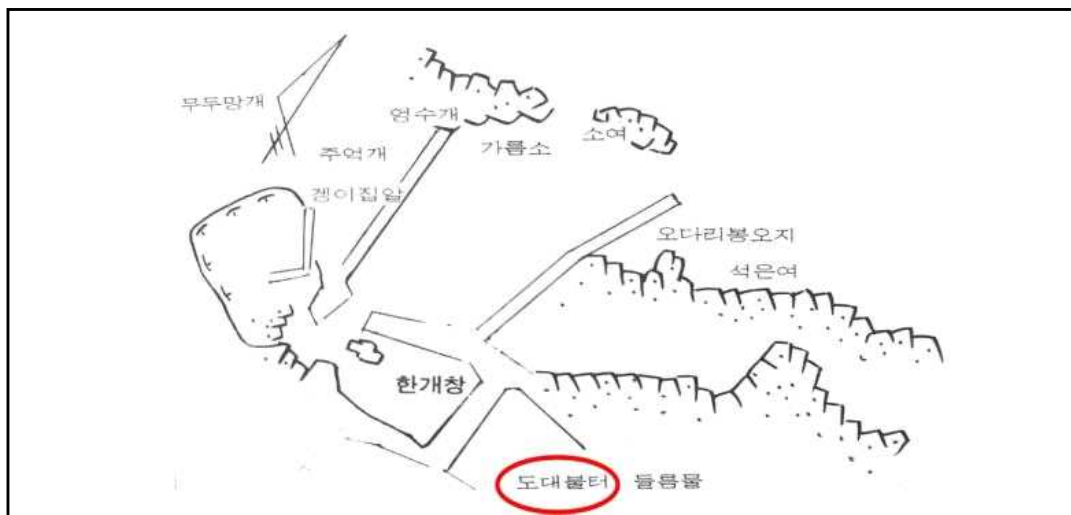 무두망개
영수개
소여
가름소
주억개
겡이집알
오다리봉오지
석은여
한개창
도대불터 들름물